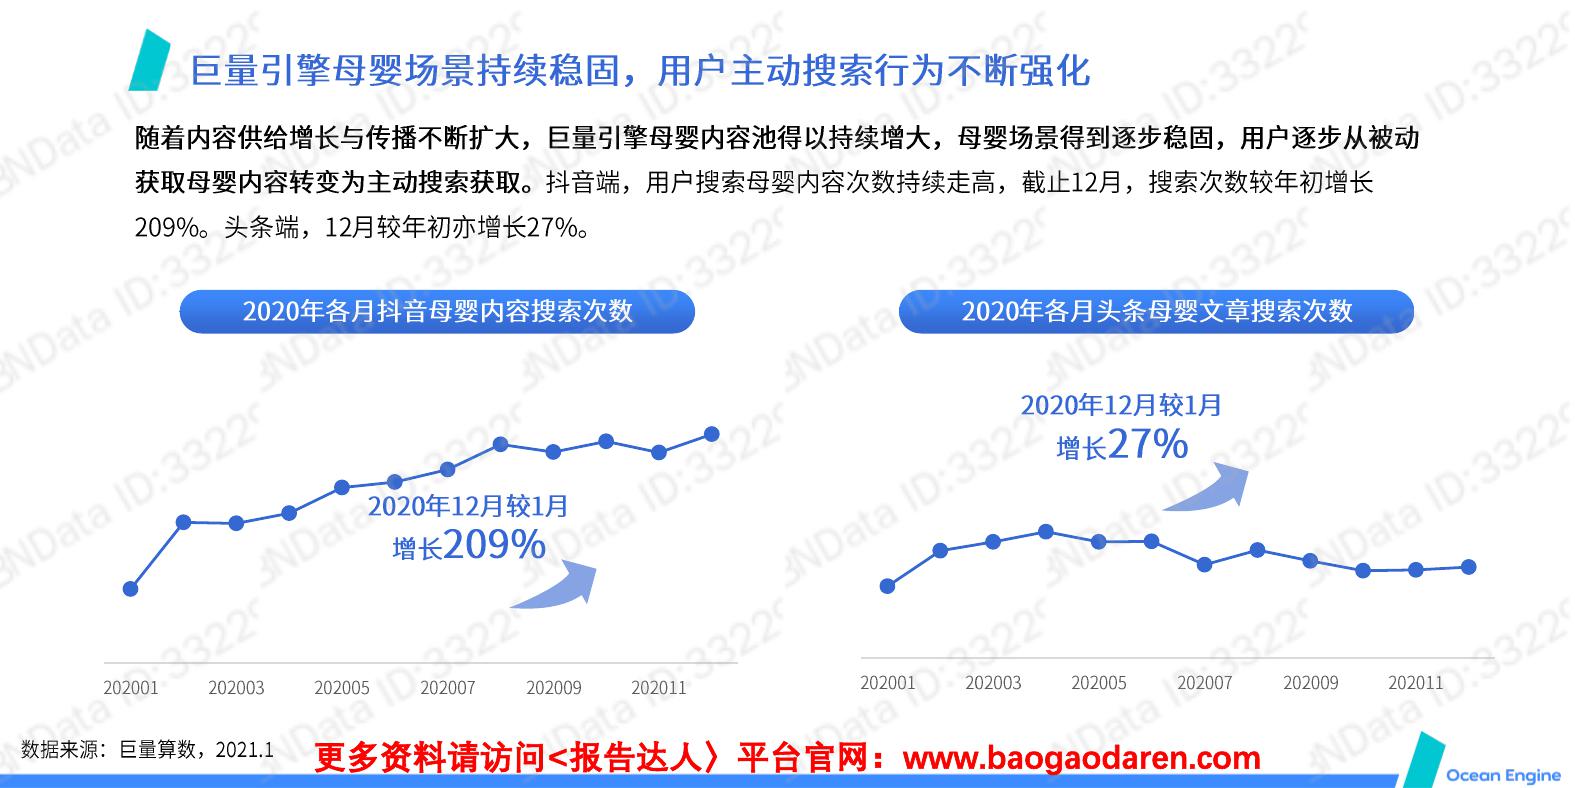 巨量引擎母婴场景持续稳固，用户主动搜索行为不断强化
随着内容供给增长与传播不断扩大，巨量引擎母婴内容池得以持续增大，母婴场景得到逐步稳固，用户逐步从被动
获取母婴内容转变为主动搜索获取。抖音端，用户搜索母婴内容次数持续走高，截止12月，搜索次数较年初增长
209%。头条端，12月较年初亦增长27%。
2020年各月抖音母婴内容搜索次数
2020年12月较1月
增长209%
202001 202003 202005 202007 202009 202011
2020年各月头条母婴文章搜索次数
2020年12月较1月
增长27%
202001 202003 202005 202007 202009 202011
数据来源：巨量算数，2021.1
更多资料请访问<报告达人〉平台官网：www.baogaodaren.com
Ocean Engine